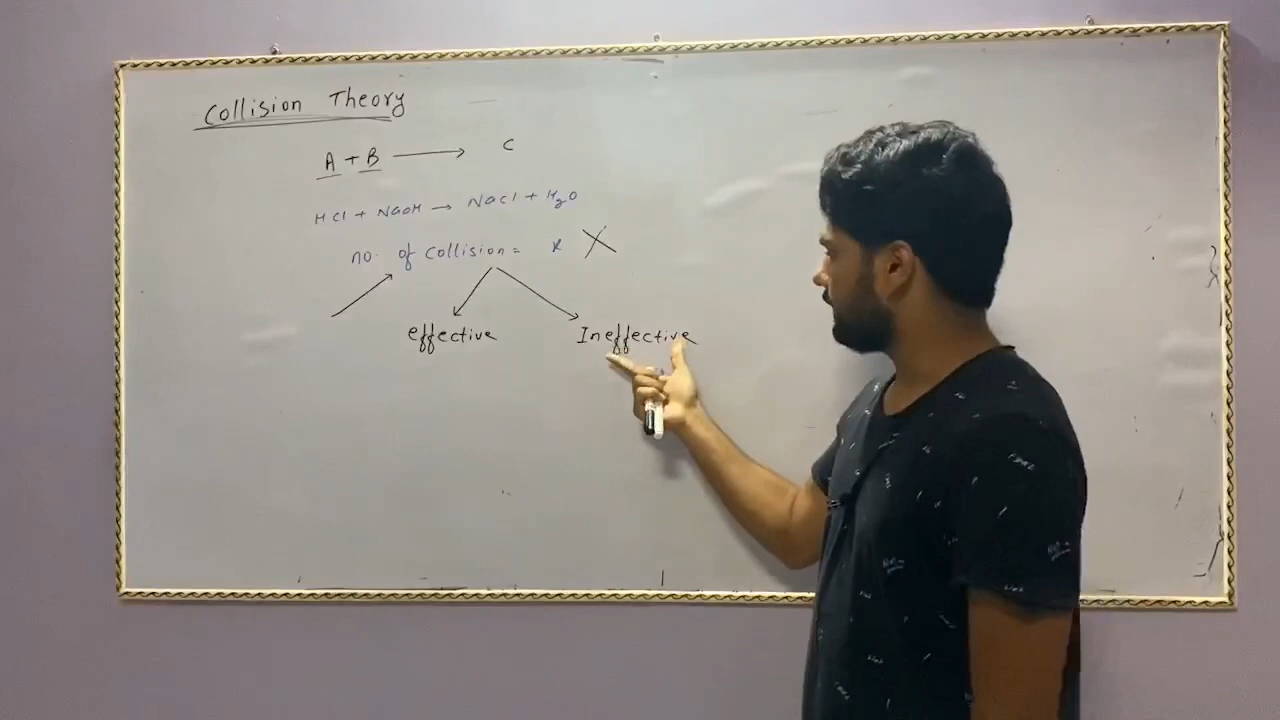 Collision Theory
A + B ⟶ C
HCl + NaOH → NaCl + H₂O
no. of collision =
effective Ineffective